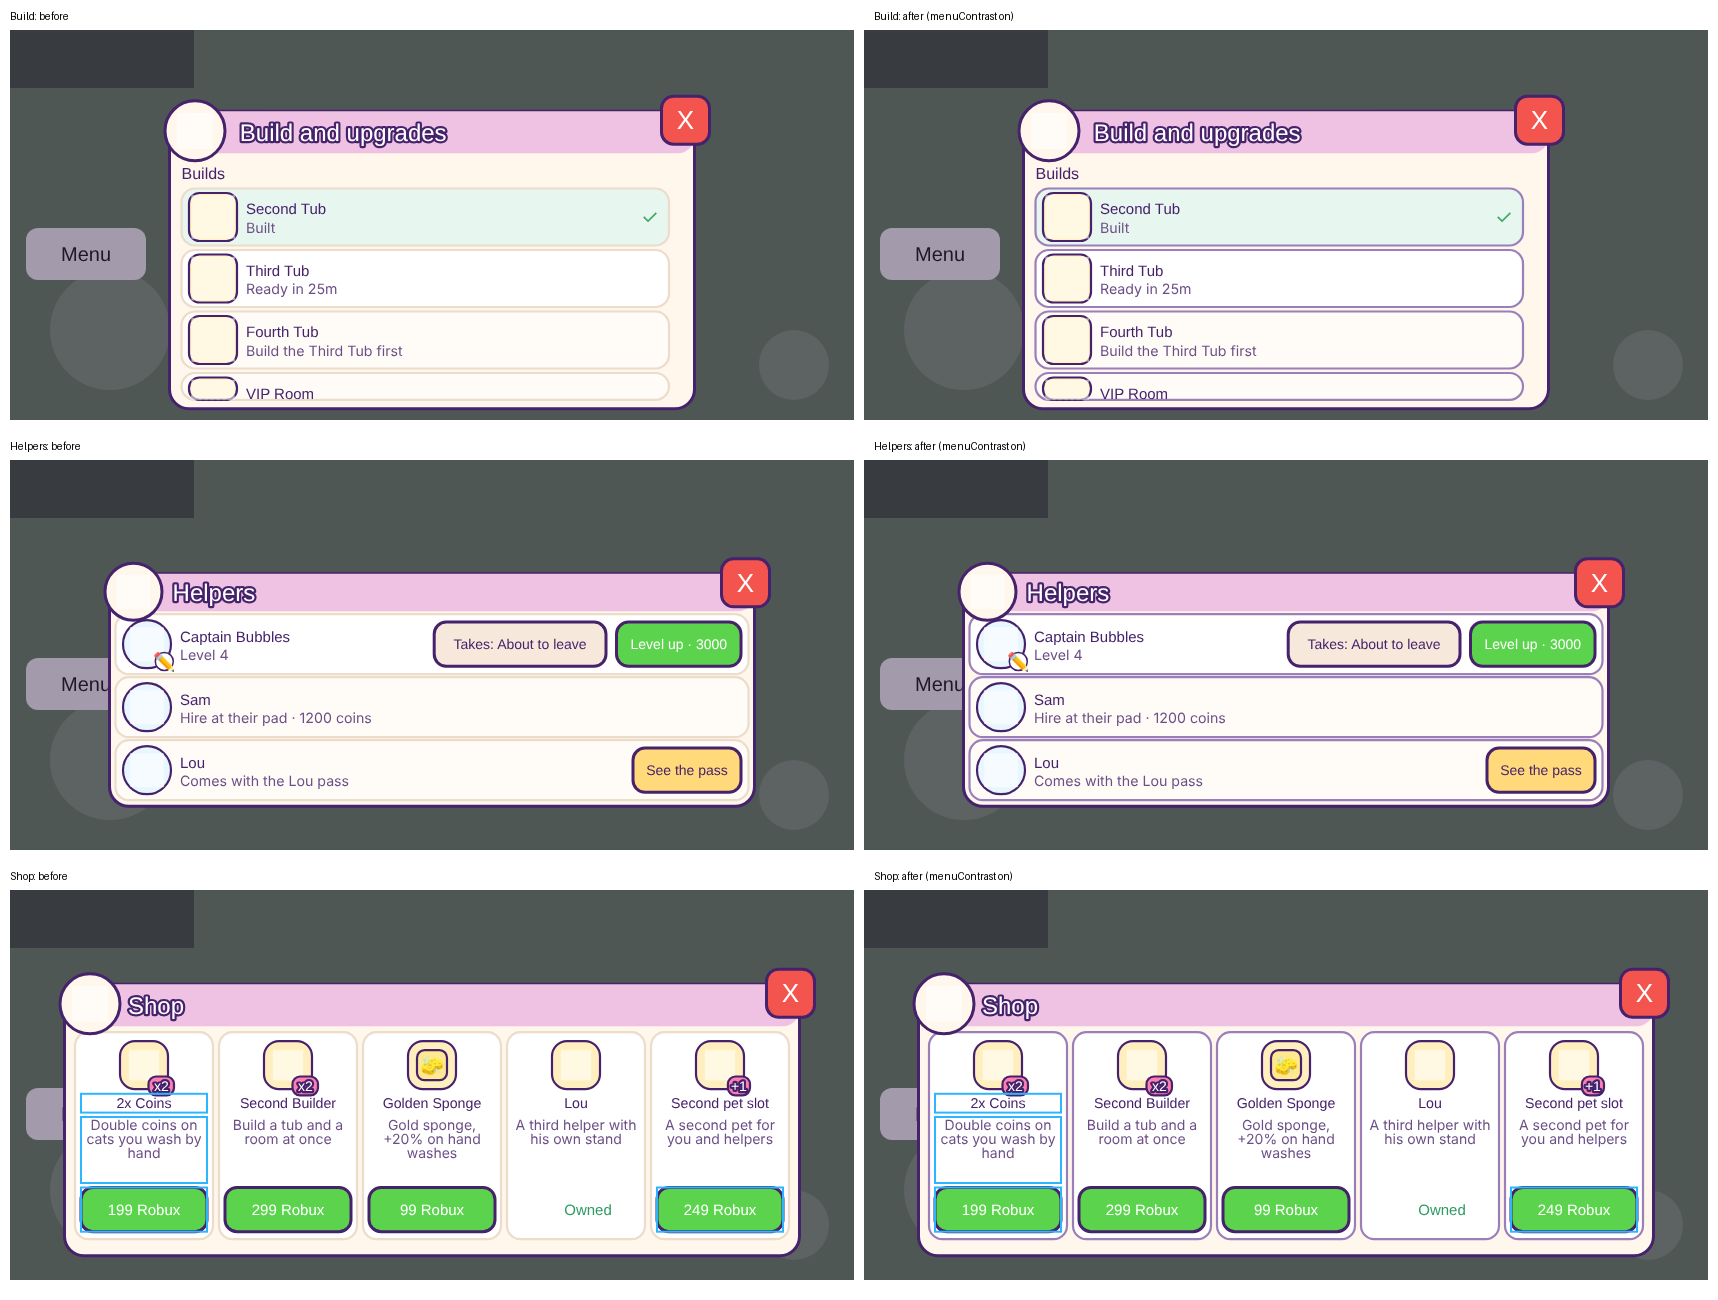 Build: before
Build: after (menuContrast on)
Build and upgrades
X
Builds
Second Tub
Built
Menu
Third Tub
Ready in 25m
Fourth Tub
Build the Third Tub first
VIP Room
Build and upgrades
X
Builds
Second Tub
Built
Menu
Third Tub
Ready in 25m
Fourth Tub
Build the Third Tub first
VIP Room
Helpers: before
Helpers: after (menuContrast on)
Helpers
X
Captain Bubbles
Level 4
Takes: About to leave
Level up · 3000
Menu
Sam
Hire at their pad · 1200 coins
Lou
Comes with the Lou pass
See the pass
Helpers
X
Captain Bubbles
Level 4
Takes: About to leave
Level up · 3000
Menu
Sam
Hire at their pad · 1200 coins
Lou
Comes with the Lou pass
See the pass
Shop: before
Shop: after (menuContrast on)
Shop
X
x2
2x Coins
Double coins on
cats you wash by
hand
199 Robux
x2
Second Builder
Build a tub and a
room at once
299 Robux
Golden Sponge
Gold sponge,
+20% on hand
washes
99 Robux
Lou
A third helper with
his own stand
Owned
+1
Second pet slot
A second pet for
you and helpers
249 Robux
Shop
X
x2
2x Coins
Double coins on
cats you wash by
hand
199 Robux
x2
Second Builder
Build a tub and a
room at once
299 Robux
Golden Sponge
Gold sponge,
+20% on hand
washes
99 Robux
Lou
A third helper with
his own stand
Owned
+1
Second pet slot
A second pet for
you and helpers
249 Robux